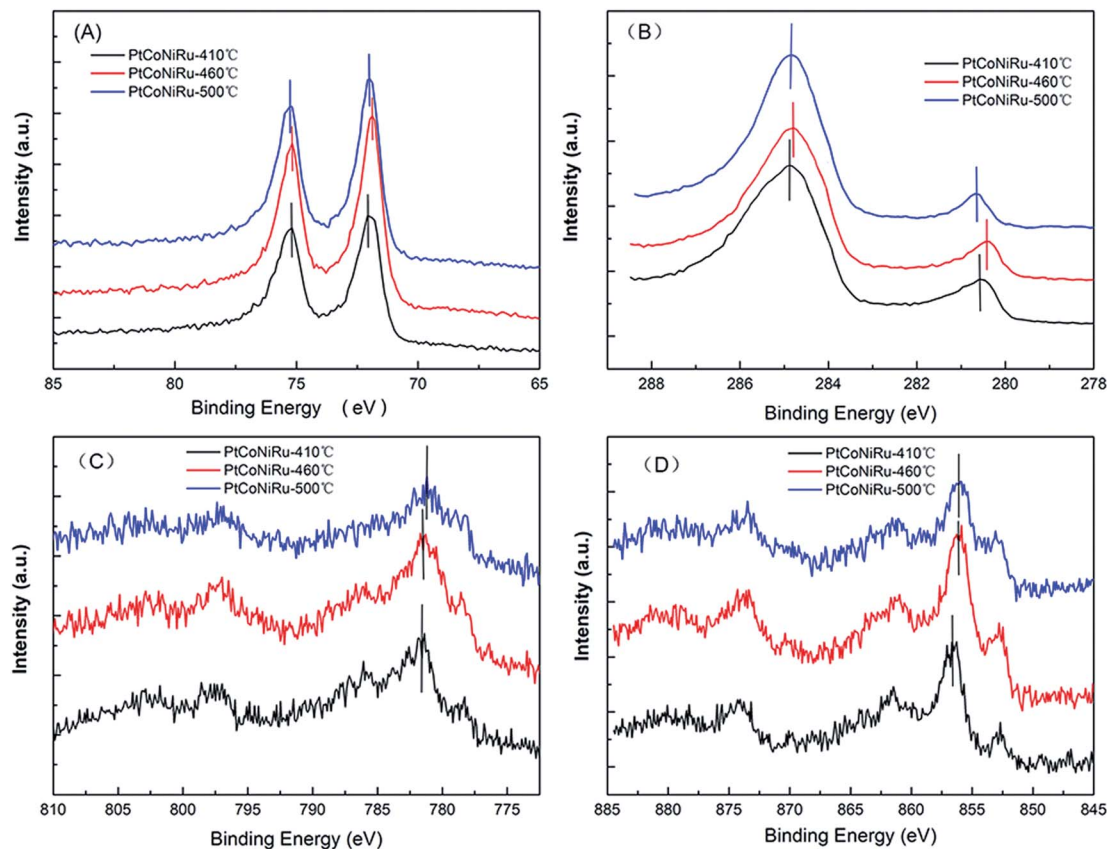 (A)
PtCoNiRu-410℃
PtCoNiRu-460℃
PtCoNiRu-500℃
Intensity (a.u.)
85 80 75 70 65
Binding Energy ( eV )
(B)
PtCoNiRu-410℃
PtCoNiRu-460℃
PtCoNiRu-500℃
Intensity (a.u.)
288 286 284 282 280 278
Binding Energy (eV)
(C)
PtCoNiRu-410℃
PtCoNiRu-460℃
PtCoNiRu-500℃
Intensity (a.u.)
810 805 800 795 790 785 780 775
Binding Energy (eV)
(D)
PtCoNiRu-410℃
PtCoNiRu-460℃
PtCoNiRu-500℃
Intensity (a.u.)
885 880 875 870 865 860 855 850 845
Binding Energy (eV)